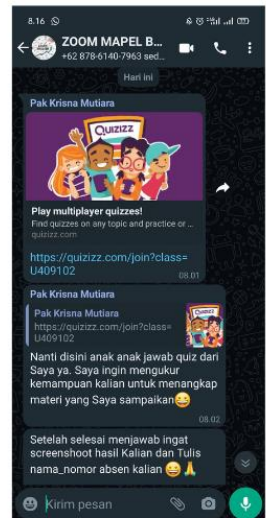 8.16
ZOOM MAPEL B...
+62 878-6140-7963 sed...
Hari ini
Pak Krisna Mutiara
QUIZIZZ
Play multiplayer quizzes!
Find quizzes on any topic and practice or ...
quizizz.com
https://quizizz.com/join?class=
U409102
08.01
Pak Krisna Mutiara
Pak Krisna Mutiara
https://quizizz.com/join?class=
U409102
Nanti disini anak anak jawab quiz dari
Saya ya. Saya ingin mengukur
kemampuan kalian untuk menangkap
materi yang Saya sampaikan😂
08.02
Setelah selesai menjawab ingat
screenshoot hasil Kalian dan Tulis
nama_nomor absen kalian 😄🙏
Kirim pesan